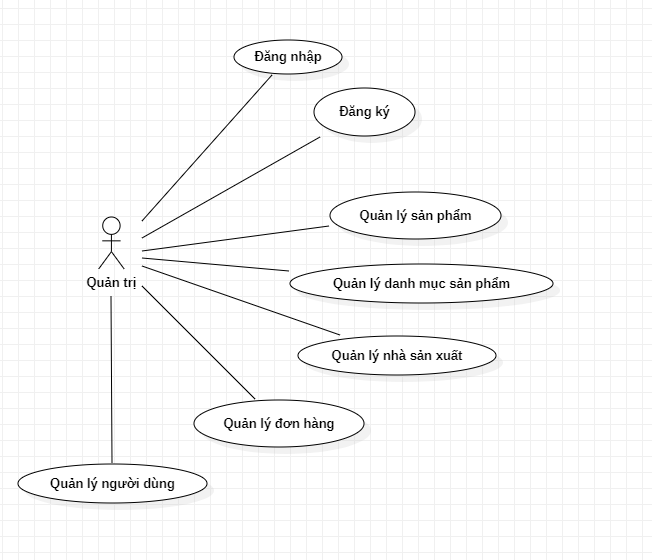 Đăng nhập
Đăng ký
Quản lý sản phẩm
Quản trị
Quản lý danh mục sản phẩm
Quản lý nhà sản xuất
Quản lý đơn hàng
Quản lý người dùng